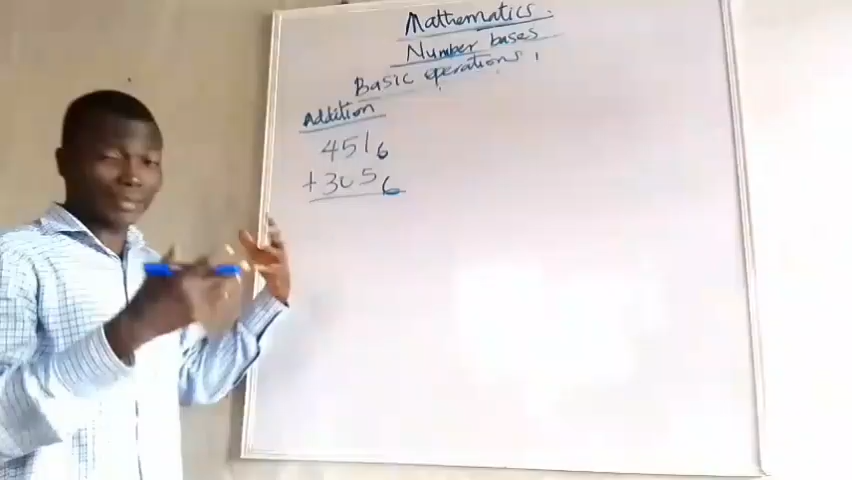 Mathematics.
Number bases
Basic operations.
Addition
451₆
+305₆